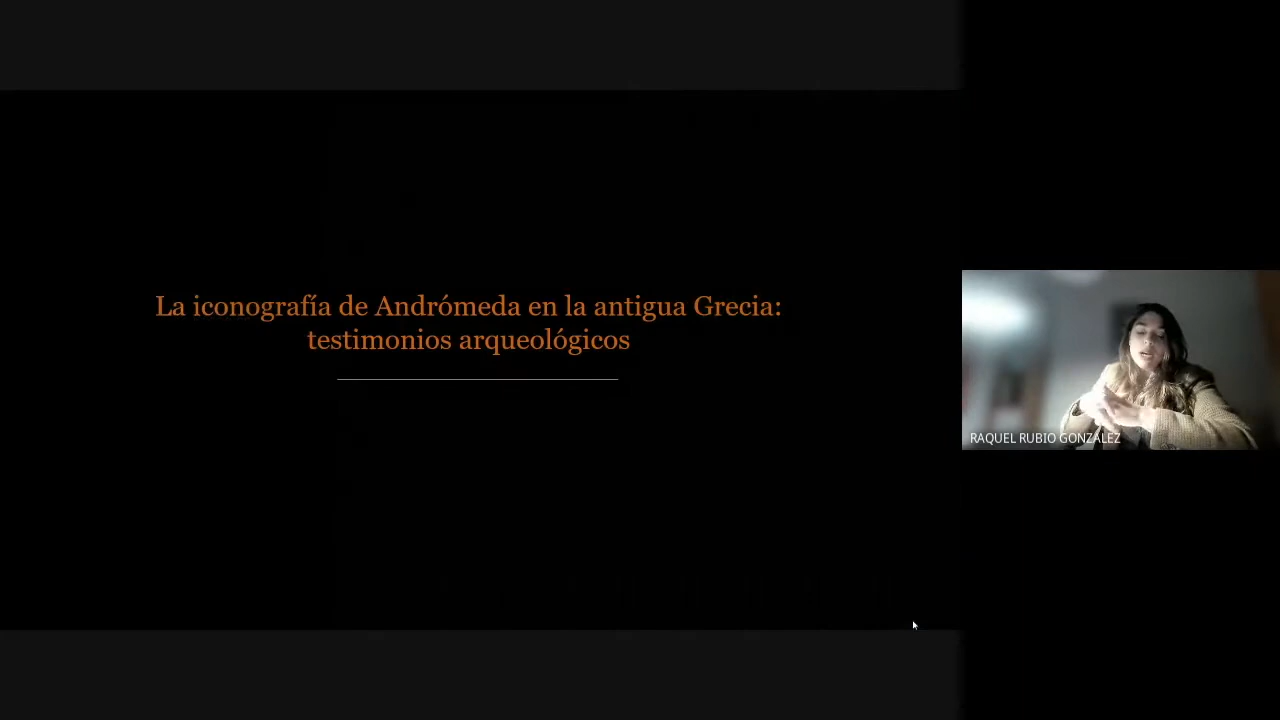 La iconografía de Andrómeda en la antigua Grecia:
testimonios arqueológicos
RAQUEL RUBIO GONZÁLEZ